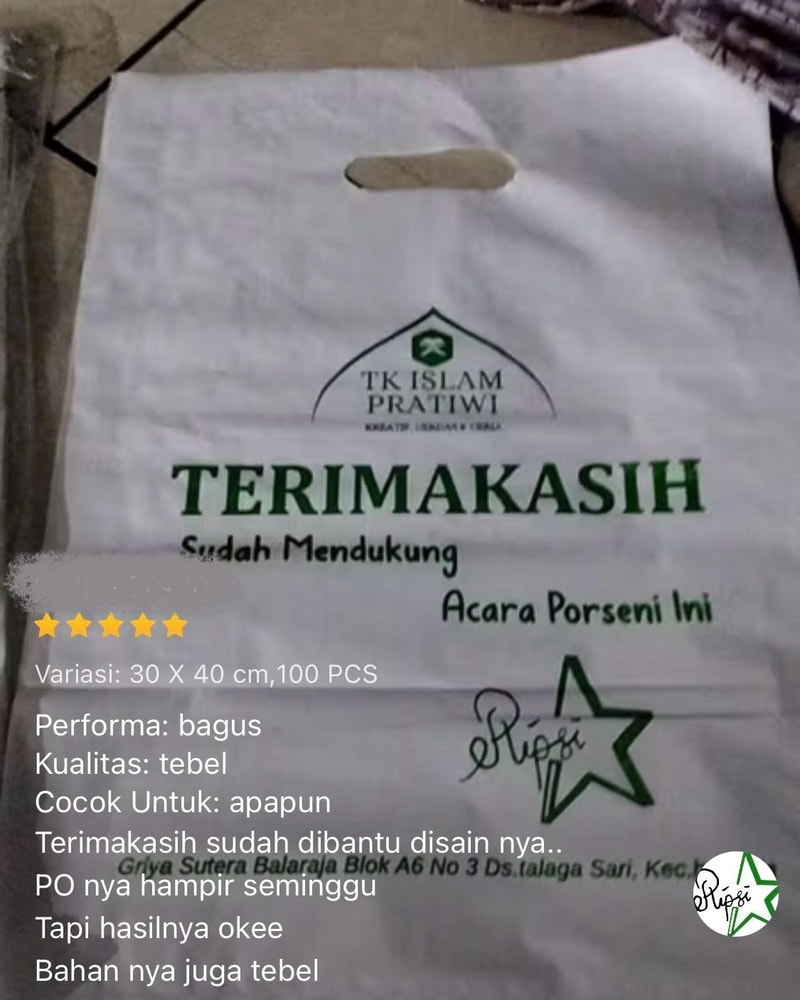 TK ISLAM
PRATIWI
TERIMAKASIH
Sudah Mendukung
Acara Porseni Ini
Variasi: 30 X 40 cm,100 PCS
Performa: bagus
Kualitas: tebel
Cocok Untuk: apapun
Ripsi
Terimakasih sudah dibantu disain nya..
Griya Sutera Balaraja Blok A6 No 3 Ds.talaga Sari, Kec.
PO nya hampir seminggu
Ripsi
Tapi hasilnya okee
Bahan nya juga tebel